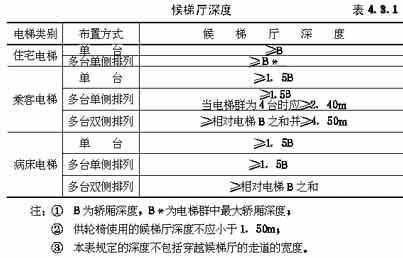 候梯厅深度 表4.3.1
电梯类别 布置方式 候梯厅深度
住宅电梯 单台 ≥B
多台单侧排列 ≥B*
乘客电梯 单台 ≥1.5B
多台单侧排列 ≥1.5B
当电梯群为4台时应≥2.40m
多台双侧排列 ≥相对电梯B之和并≥4.50m
病床电梯 单台 ≥1.5B
多台单侧排列 ≥1.5B
多台双侧排列 ≥相对电梯B之和
注:① B为轿厢深度,B*为电梯群中最大轿厢深度;
② 供轮椅使用的候梯厅深度不应小于1.50m;
③ 本表规定的深度不包括穿越候梯厅的走道的宽度。